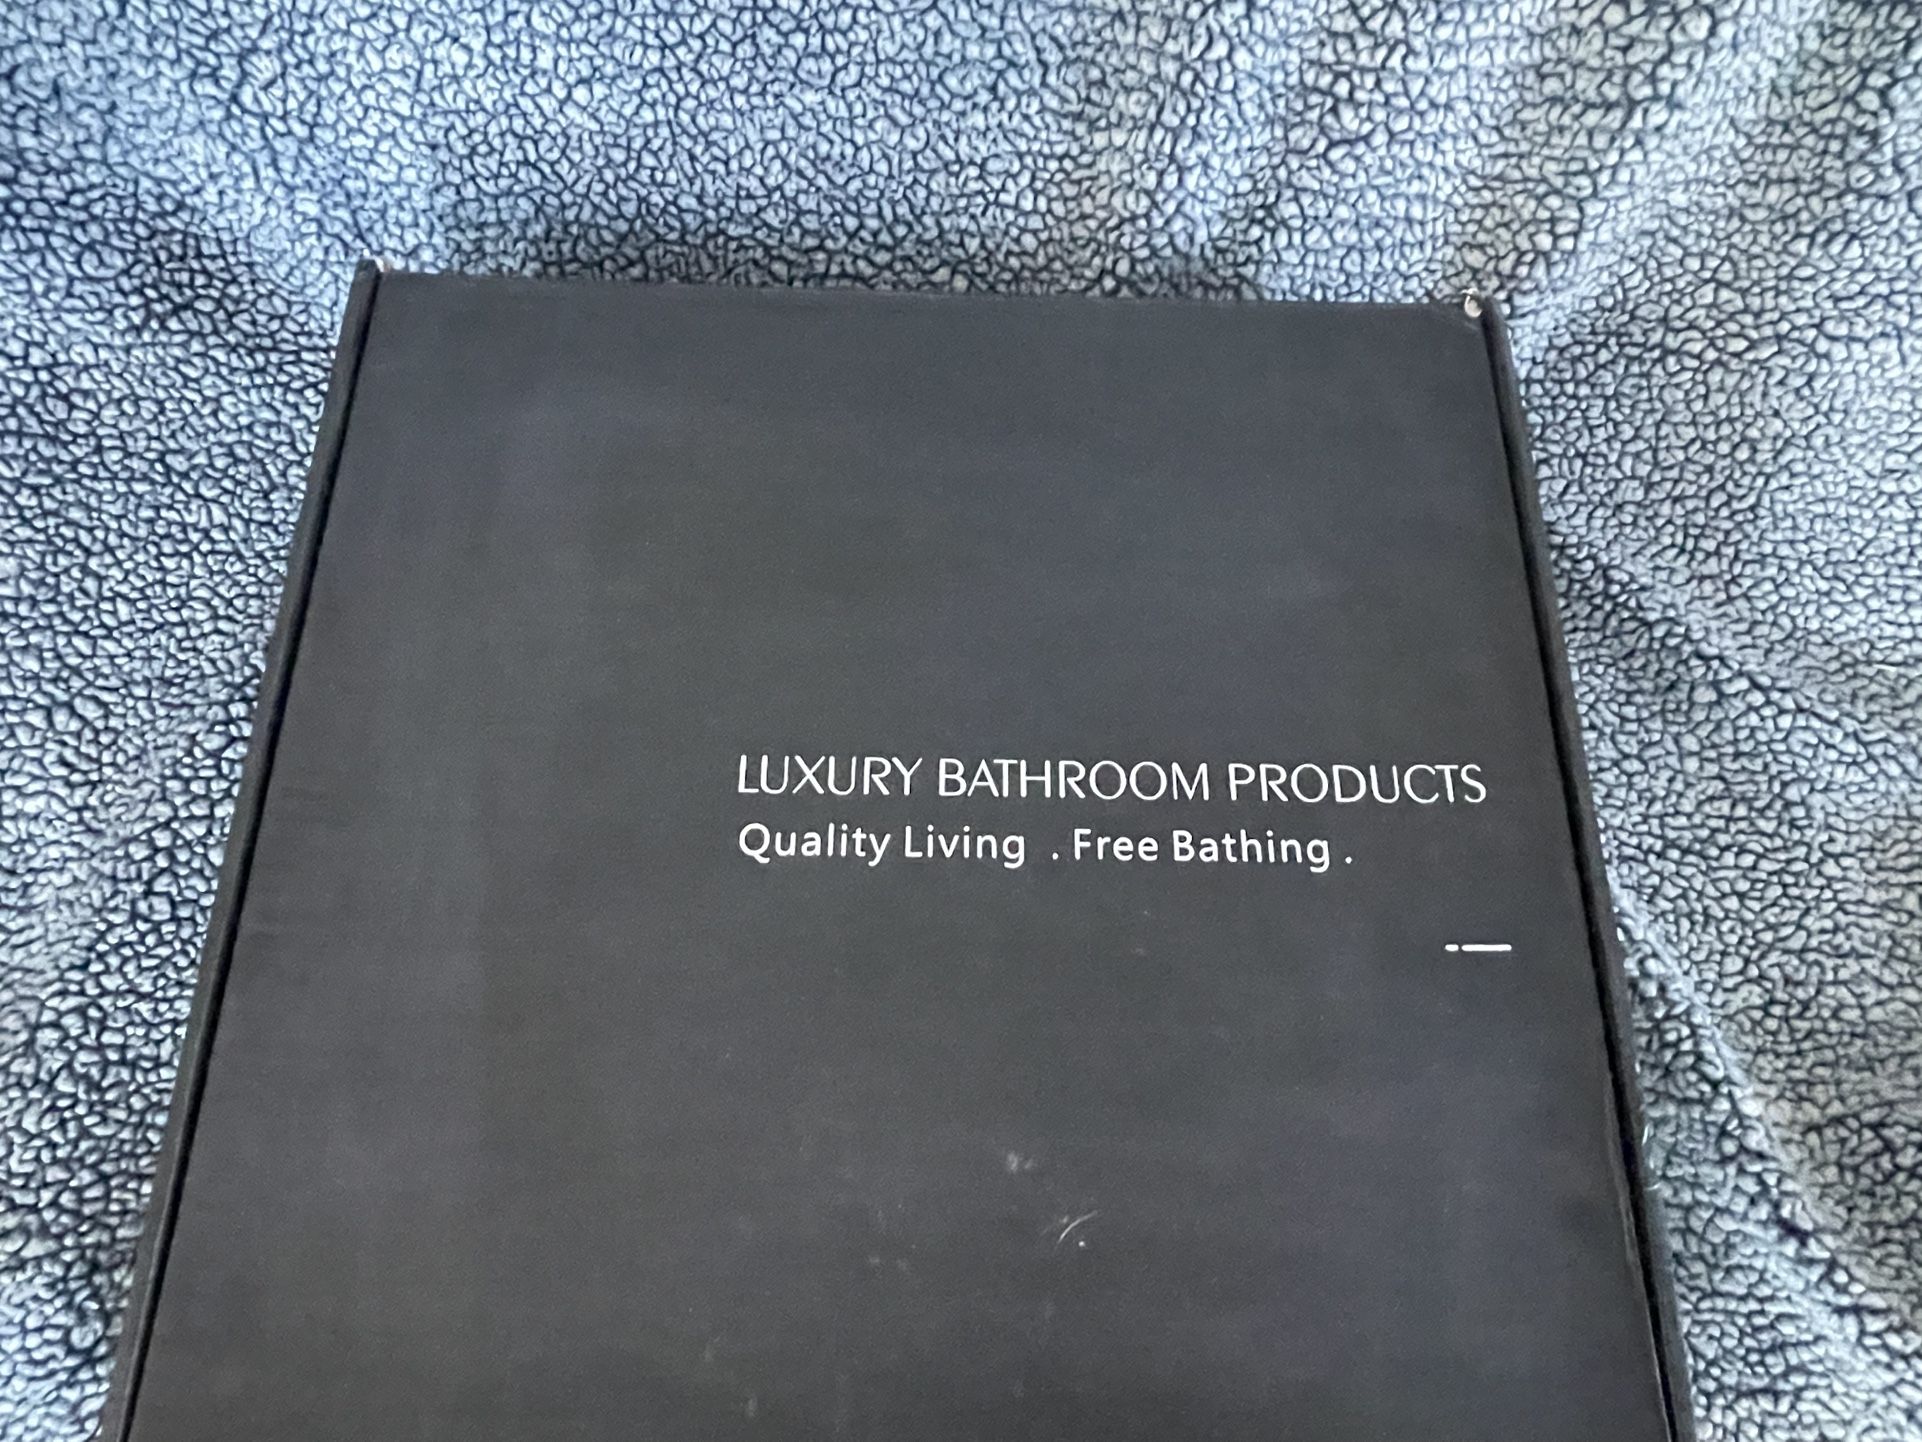 LUXURY BATHROOM PRODUCTS
Quality Living . Free Bathing .